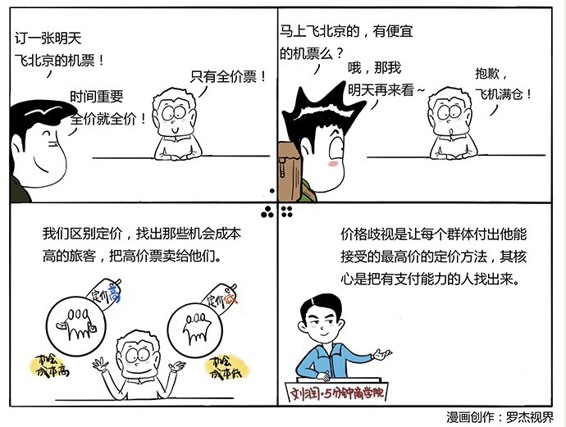 订一张明天
飞北京的机票！
只有全价票！
时间重要
全价就全价！
马上飞北京的，有便宜
的机票么？
哦，那我
明天再来看～
抱歉，
飞机满仓！
我们区别定价，找出那些机会成本
高的旅客，把高价票卖给他们。
定价高
定价低
机会
成本高
机会
成本低
价格歧视是让每个群体付出他能
接受的最高价的定价方法，其核
心是把有支付能力的人找出来。
刘润·5分钟商学院
漫画创作：罗杰视界